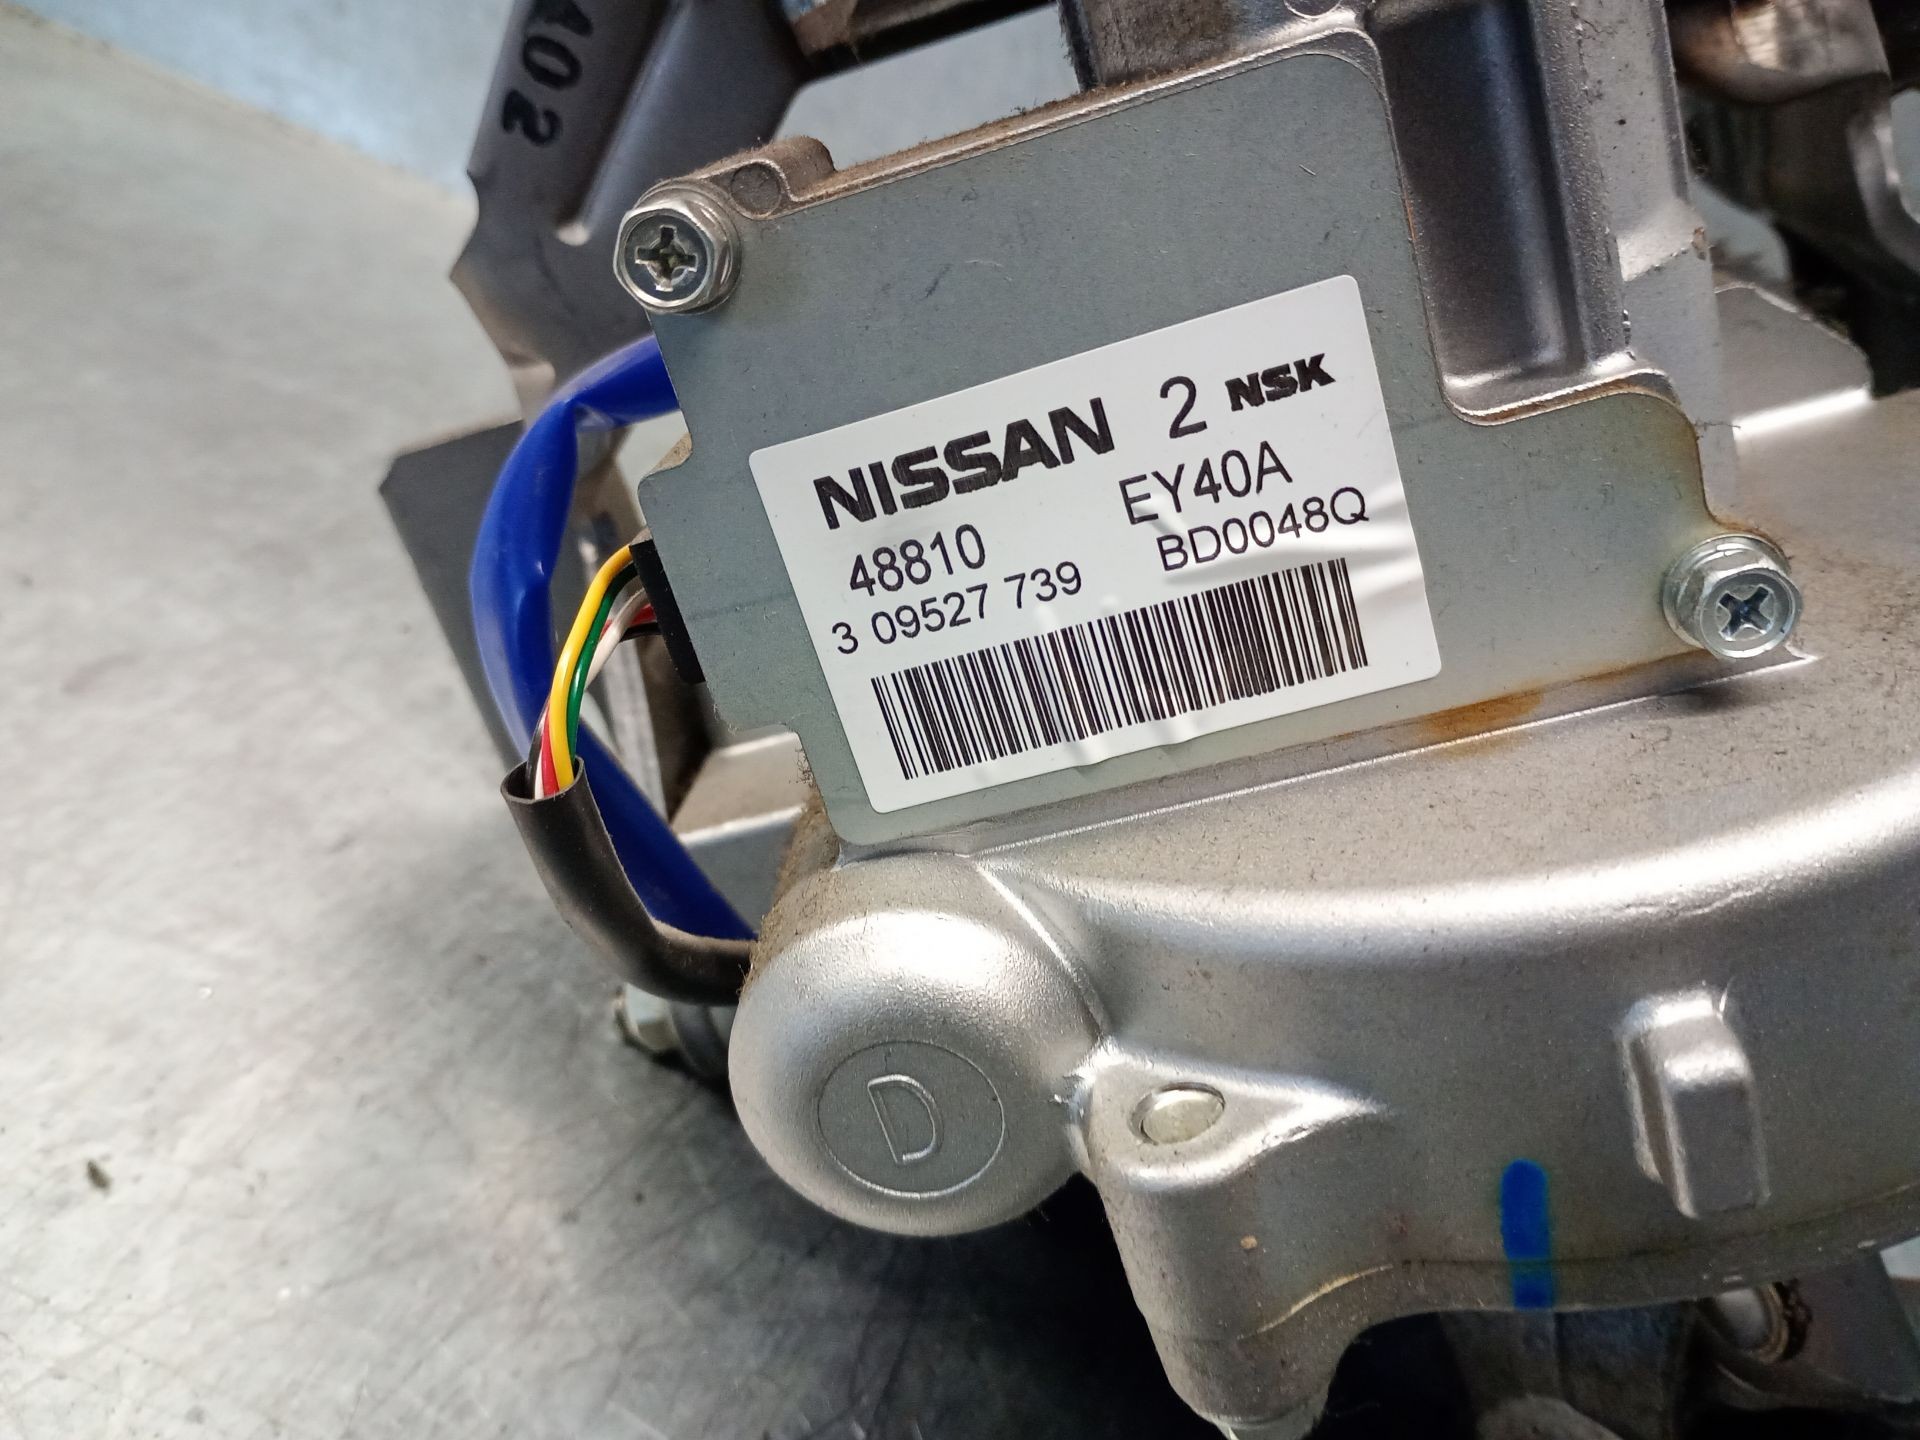 402
NISSAN 2 NSK
48810 EY40A
3 09527 739 BD0048Q
D